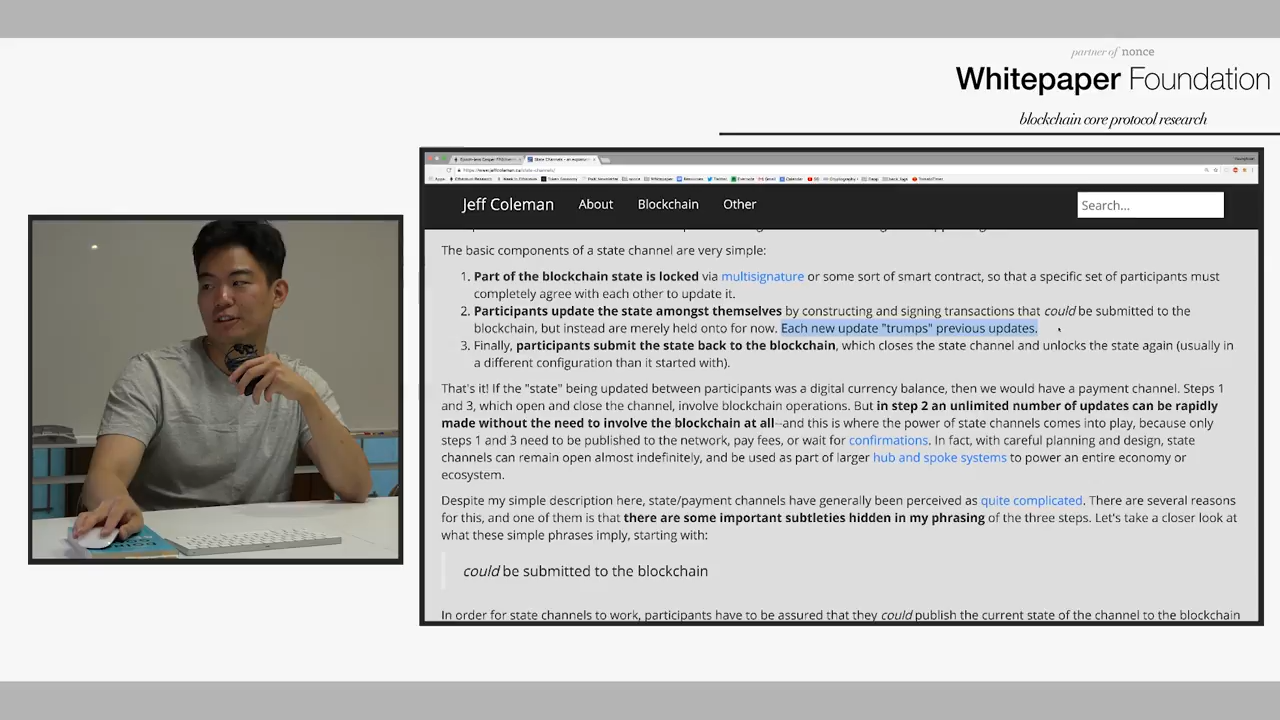 partner of nonce
Whitepaper Foundation
blockchain core protocol research
State Channels - an explan
Jeff Coleman
About
Blockchain
Other
Search...
The basic components of a state channel are very simple:
1. Part of the blockchain state is locked via multisignature or some sort of smart contract, so that a specific set of participants must
completely agree with each other to update it.
2. Participants update the state amongst themselves by constructing and signing transactions that could be submitted to the
blockchain, but instead are merely held onto for now. Each new update "trumps" previous updates.
3. Finally, participants submit the state back to the blockchain, which closes the state channel and unlocks the state again (usually in
a different configuration than it started with).
That's it! If the "state" being updated between participants was a digital currency balance, then we would have a payment channel. Steps 1
and 3, which open and close the channel, involve blockchain operations. But in step 2 an unlimited number of updates can be rapidly
made without the need to involve the blockchain at all--and this is where the power of state channels comes into play, because only
steps 1 and 3 need to be published to the network, pay fees, or wait for confirmations. In fact, with careful planning and design, state
channels can remain open almost indefinitely, and be used as part of larger hub and spoke systems to power an entire economy or
ecosystem.
Despite my simple description here, state/payment channels have generally been perceived as quite complicated. There are several reasons
for this, and one of them is that there are some important subtleties hidden in my phrasing of the three steps. Let's take a closer look at
what these simple phrases imply, starting with:
could be submitted to the blockchain
In order for state channels to work, participants have to be assured that they could publish the current state of the channel to the blockchain